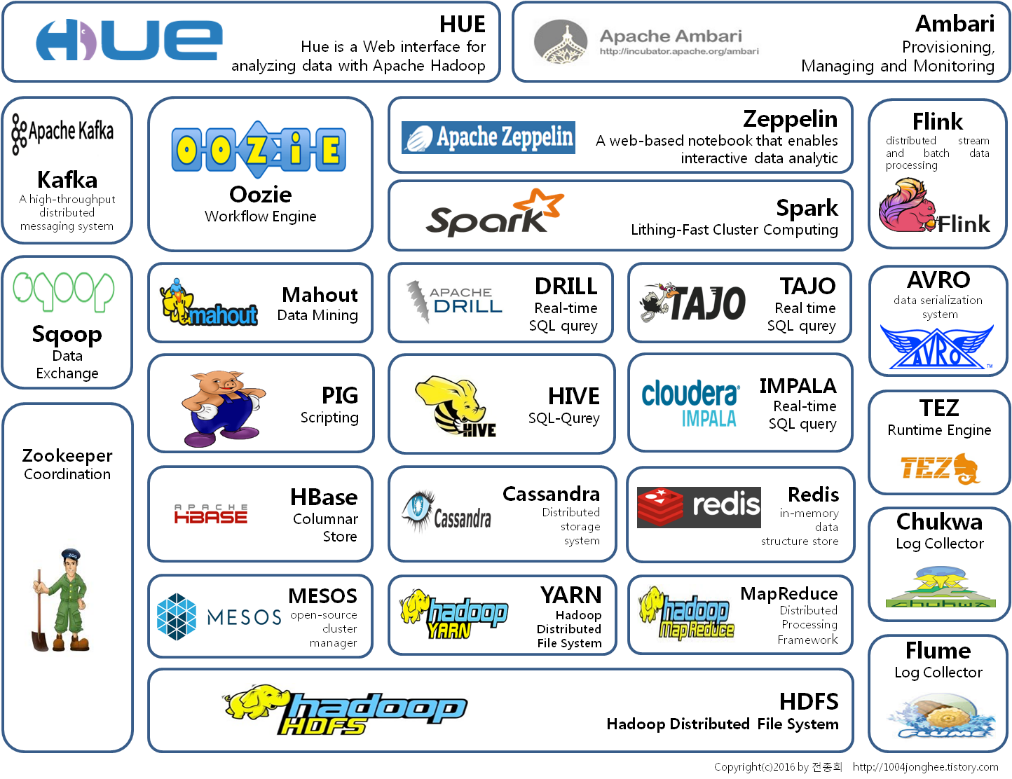 HUE
HUE
Hue is a Web interface for
analyzing data with Apache Hadoop
Apache Ambari
http://incubator.apache.org/ambari
Ambari
Provisioning,
Managing and Monitoring
Apache Kafka
Kafka
A high-throughput
distributed
messaging system
OOZiE
Oozie
Workflow Engine
Apache Zeppelin
Zeppelin
A web-based notebook that enables
interactive data analytic
Spark
Spark
Lithing-Fast Cluster Computing
Flink
distributed stream
and batch data
processing
Flink
sqoop
Sqoop
Data
Exchange
mahout
Mahout
Data Mining
APACHE
DRILL
DRILL
Real-time
SQL qurey
TAJO
TAJO
Real time
SQL qurey
AVRO
data serialization
system
AVRO
TM
PIG
Scripting
HIVE
HIVE
SQL-Qurey
cloudera
IMPALA
IMPALA
Real-time
SQL query
TEZ
Runtime Engine
TEZ
Zookeeper
Coordination
APACHE
HBASE
HBase
Columnar
Store
Cassandra
Cassandra
Distributed
storage
system
redis
Redis
in-memory
data
structure store
Chukwa
Log Collector
chukwa
MESOS
MESOS
open-source
cluster
manager
hadoop
YARN
YARN
Hadoop
Distributed
File System
hadoop
MapReduce
MapReduce
Distributed
Processing
Framework
Flume
Log Collector
hadoop
HDFS
HDFS
Hadoop Distributed File System
Copyright(c)2016 by 전종희 http://1004jonghee.tistory.com